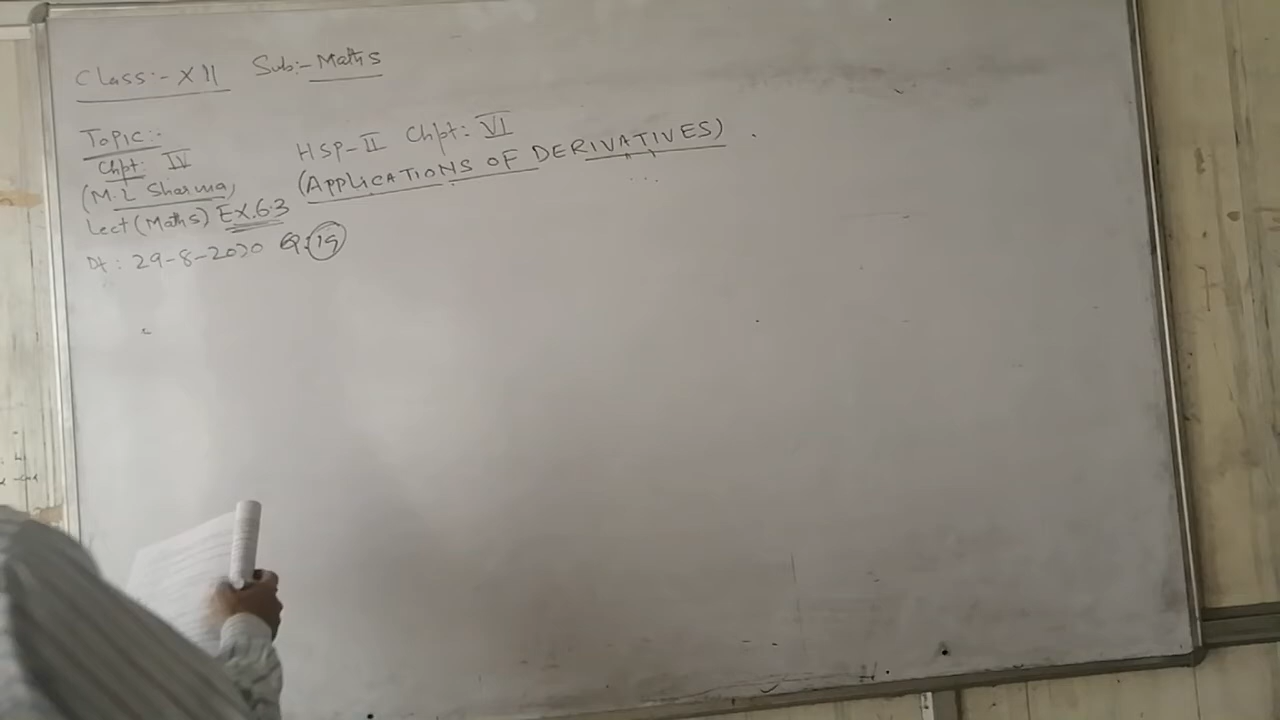 Class:- XII Sub:- Maths
Topic:-
Chpt: IV HSP-II Chpt: VI
(M.L Sharma, (APPLICATIONS OF DERIVATIVES)
Lect (Maths) EX.6.3
Dt: 29-8-2020 Q.19